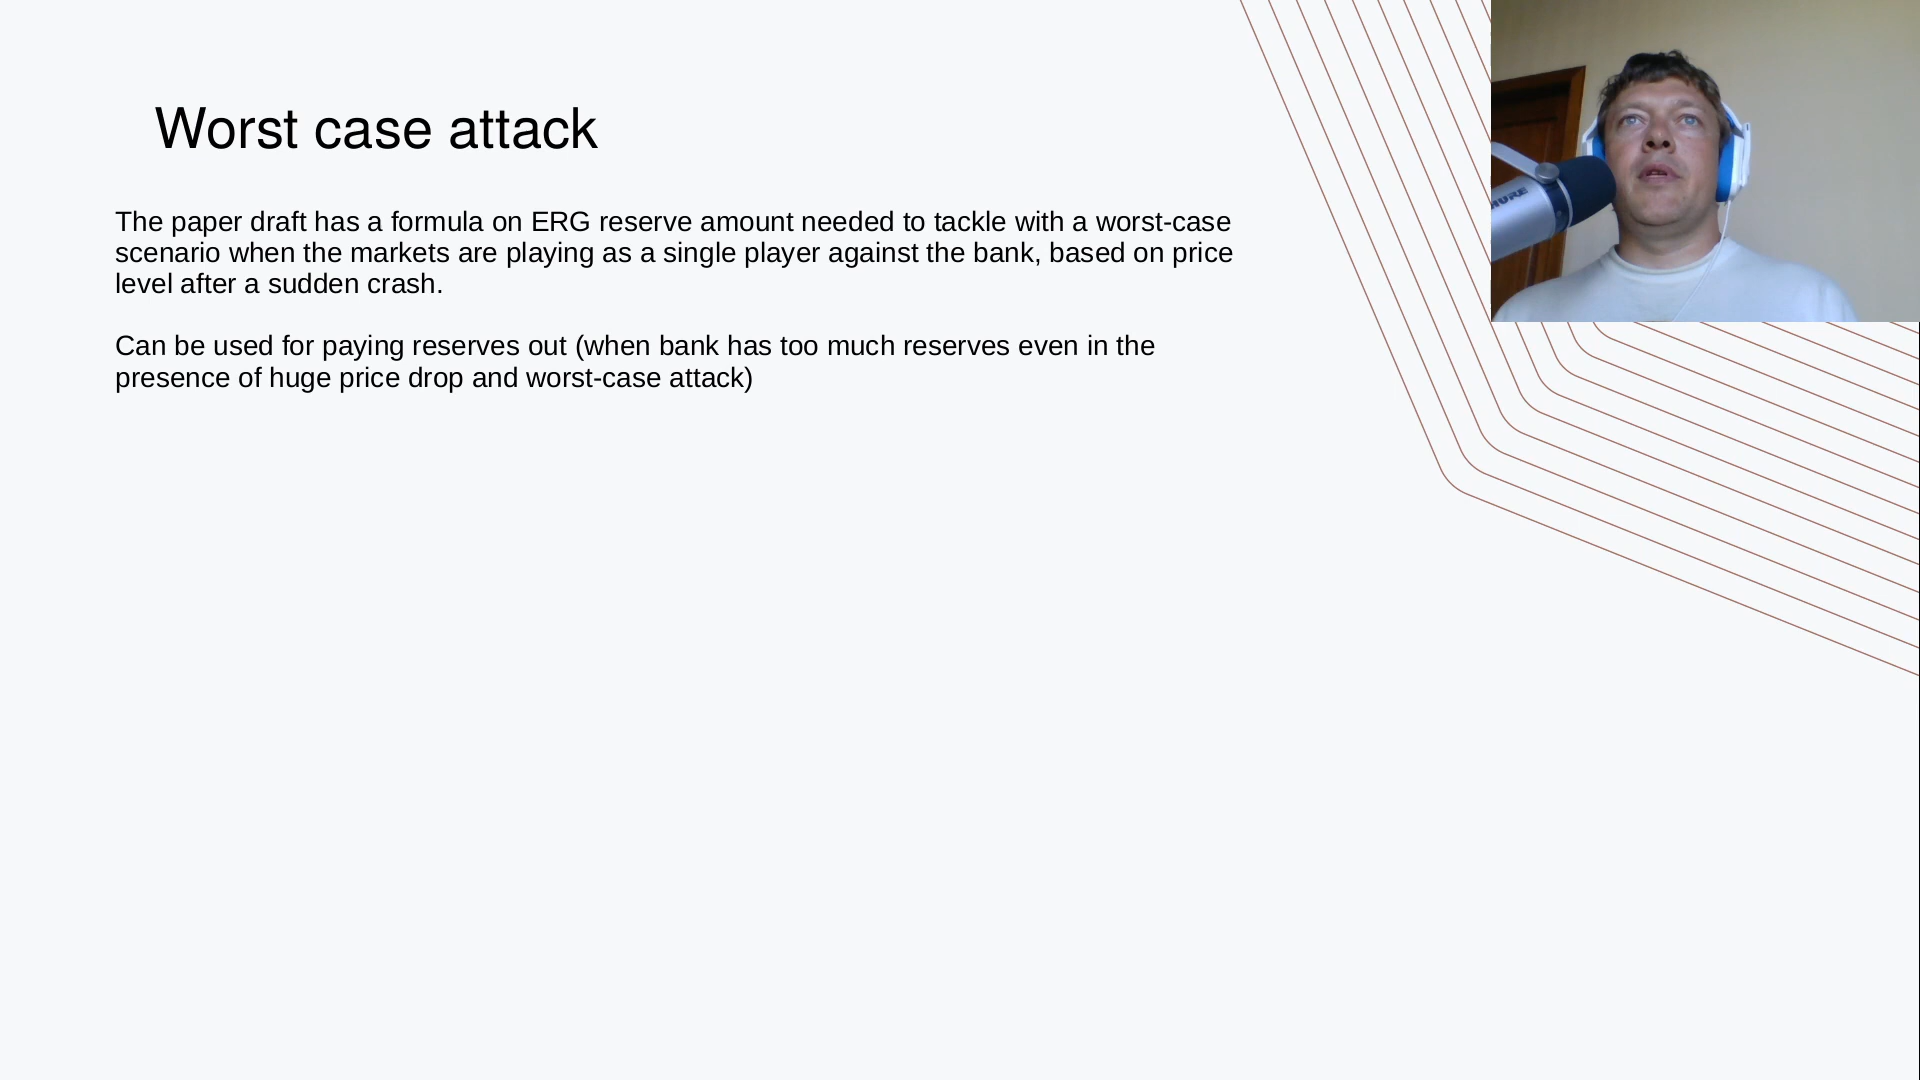 Worst case attack
The paper draft has a formula on ERG reserve amount needed to tackle with a worst-case
scenario when the markets are playing as a single player against the bank, based on price
level after a sudden crash.
Can be used for paying reserves out (when bank has too much reserves even in the
presence of huge price drop and worst-case attack)